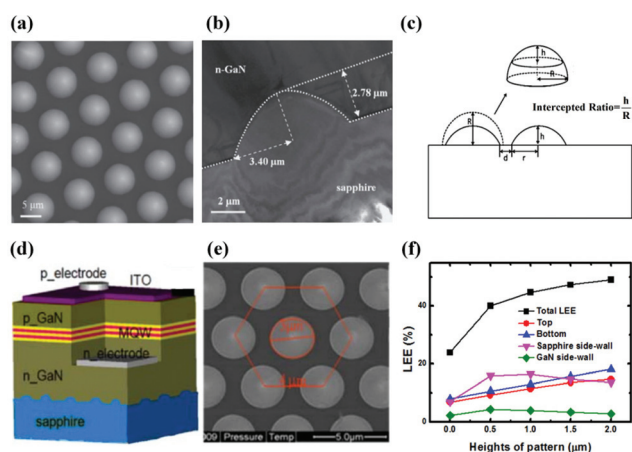 (a)
5 μm
(b)
n-GaN
2.78 μm
3.40 μm
sapphire
2 μm
(c)
h
R
Intercepted Ratio=h/R
R
h
d
r
(d)
p_electrode
ITO
p_GaN
MQW
n_electrode
n_GaN
sapphire
(e)
009
Pressure
Temp
5.0μm
(f)
LEE (%)
40
20
0
Total LEE
Top
Bottom
Sapphire side-wall
GaN side-wall
0.0 0.5 1.0 1.5 2.0
Heights of pattern (μm)